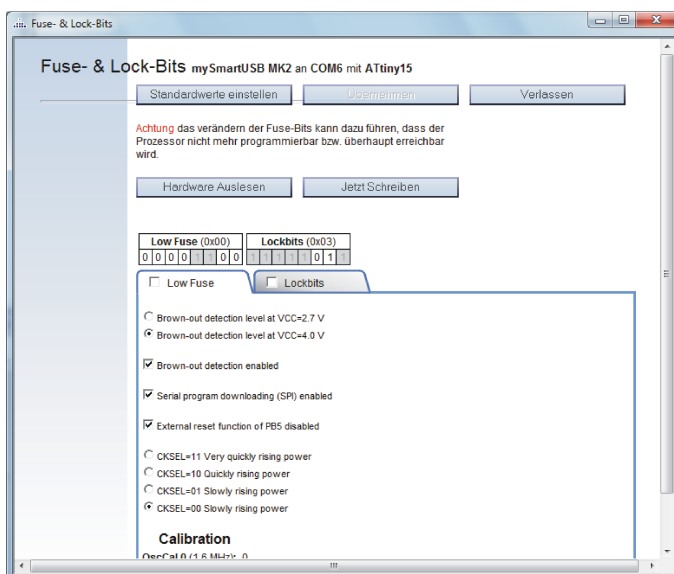 Fuse- & Lock-Bits
Fuse- & Lock-Bits mySmartUSB MK2 an COM6 mit ATtiny15
Standardwerte einstellen Übernehmen Verlassen
Achtung das verändern der Fuse-Bits kann dazu führen, dass der
Prozessor nicht mehr programmierbar bzw. überhaupt erreichbar
wird.
Hardware Auslesen Jetzt Schreiben
Low Fuse (0x00) Lockbits (0x03)
0 0 0 0 1 1 0 0 1 1 1 1 1 0 1 1
Low Fuse Lockbits
Brown-out detection level at VCC=2.7 V
Brown-out detection level at VCC=4.0 V
Brown-out detection enabled
Serial program downloading (SPI) enabled
External reset function of PB5 disabled
CKSEL=11 Very quickly rising power
CKSEL=10 Quickly rising power
CKSEL=01 Slowly rising power
CKSEL=00 Slowly rising power
Calibration
OscCal 0 (1.6 MHz): 0